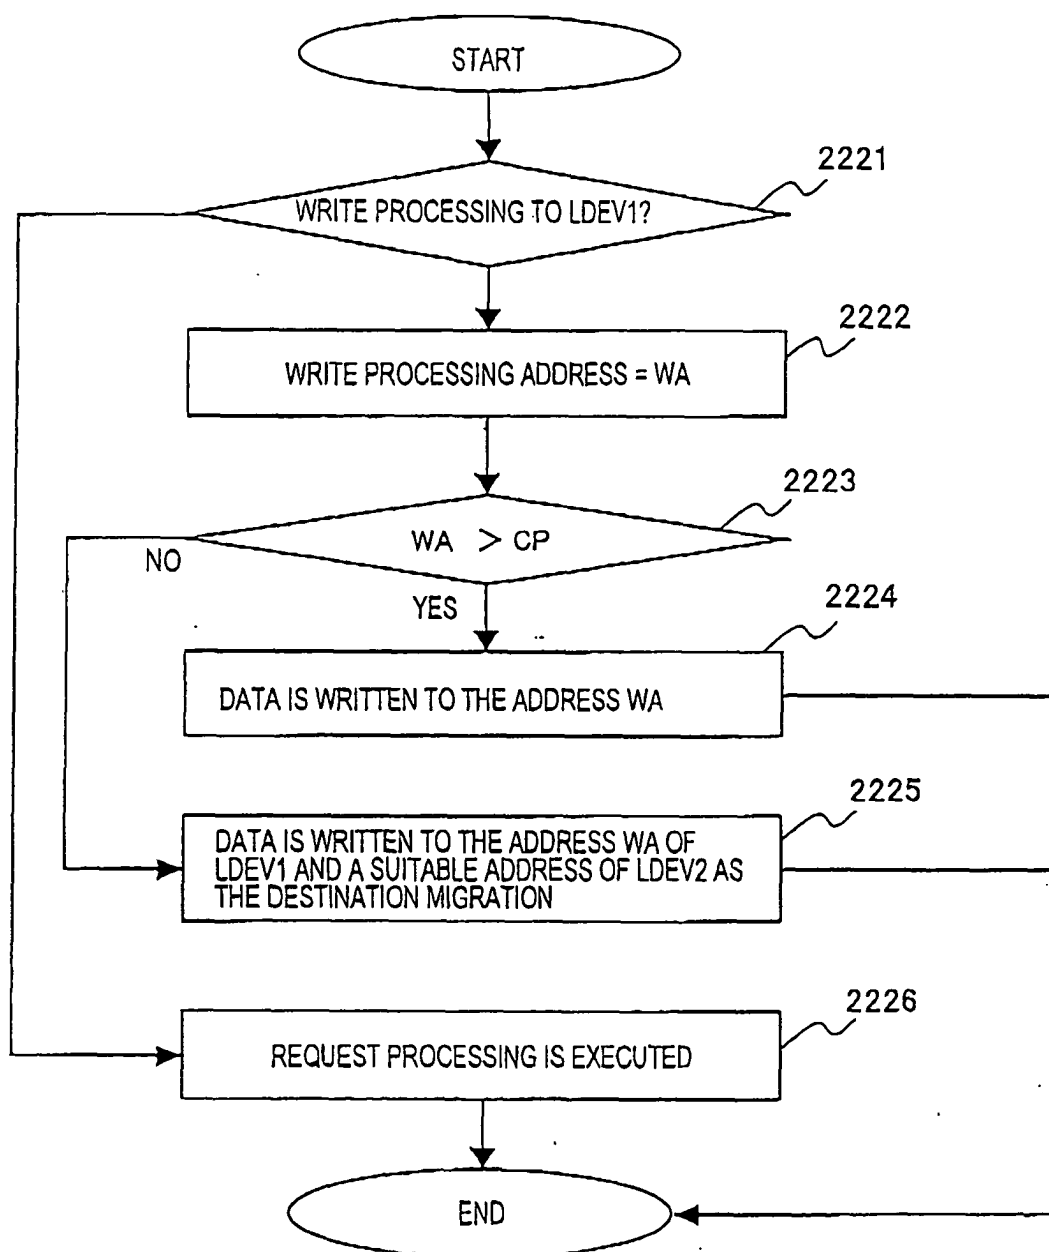 START
2221
WRITE PROCESSING TO LDEV1?
2222
WRITE PROCESSING ADDRESS = WA
2223
WA > CP
NO
YES
2224
DATA IS WRITTEN TO THE ADDRESS WA
2225
DATA IS WRITTEN TO THE ADDRESS WA OF
LDEV1 AND A SUITABLE ADDRESS OF LDEV2 AS
THE DESTINATION MIGRATION
2226
REQUEST PROCESSING IS EXECUTED
END